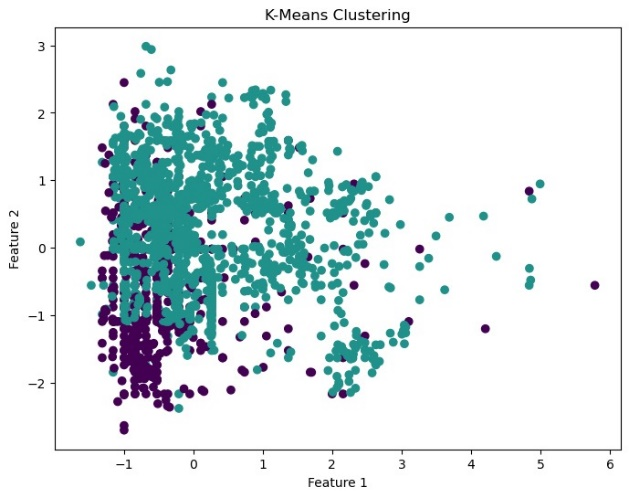 K-Means Clustering
3
2
1
0
−1
−2
Feature 2
−1 0 1 2 3 4 5 6
Feature 1